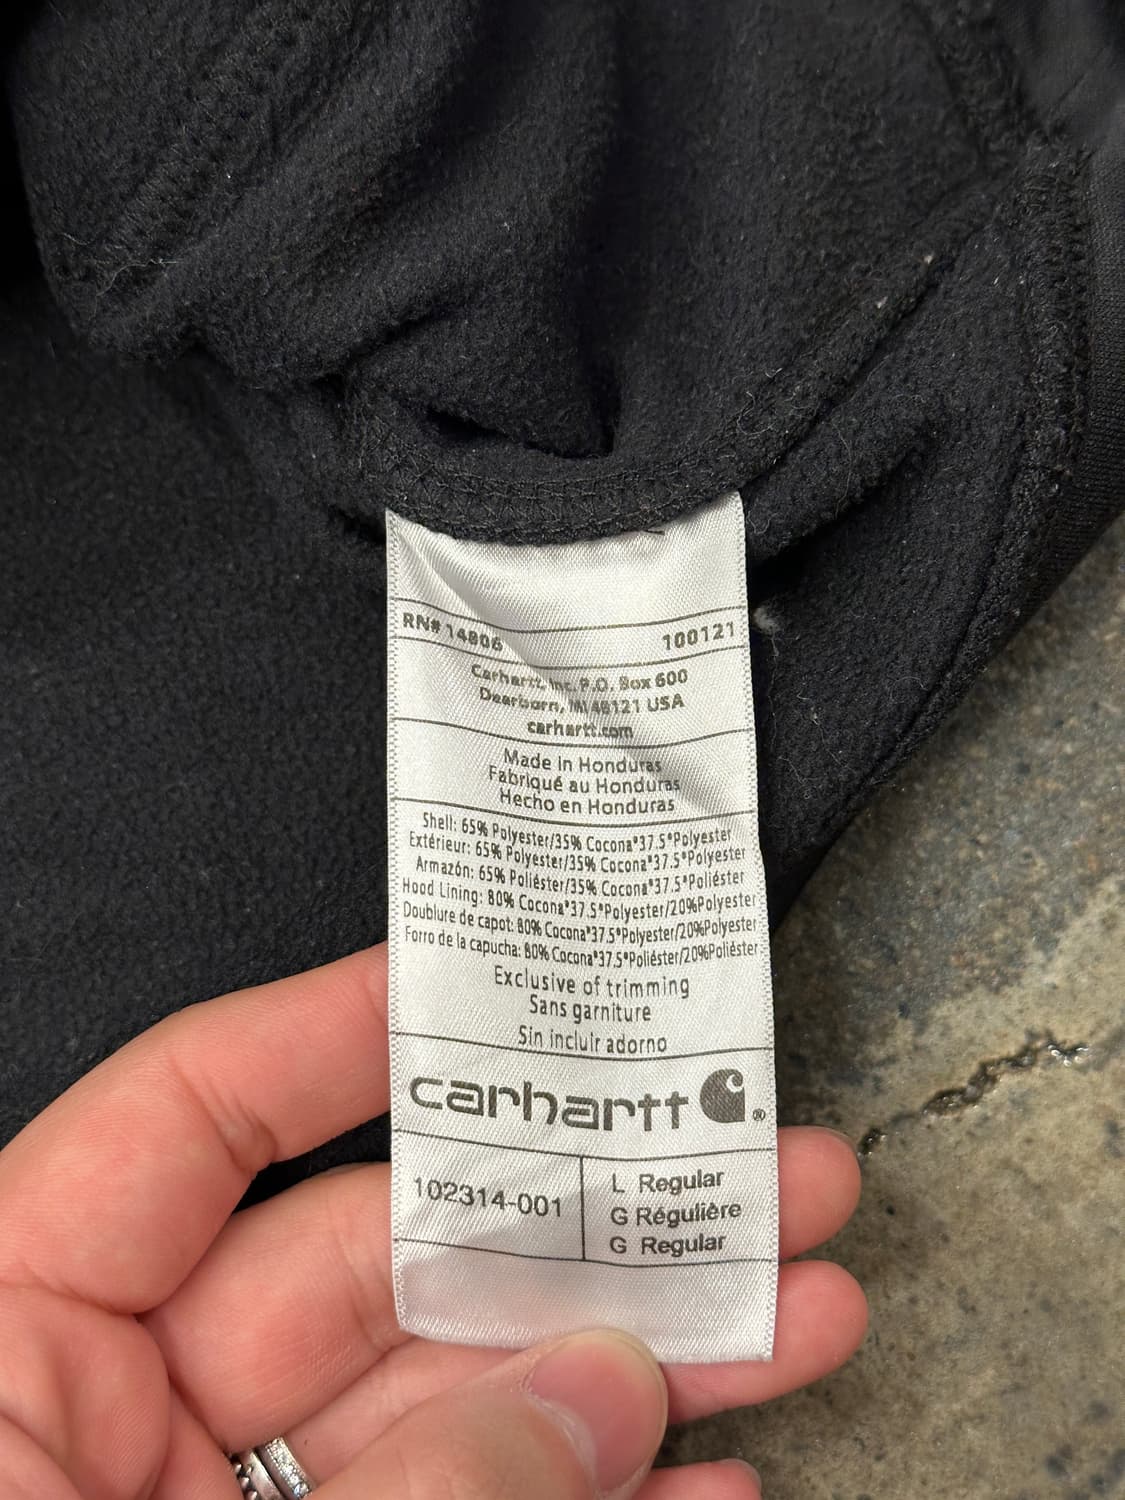 RN# 14806 100121
Carhartt, Inc. P.O. Box 600
Dearborn, MI 48121 USA
carhartt.com
Made in Honduras
Fabriqué au Honduras
Hecho en Honduras
Shell: 65% Polyester/35% Cocona®37.5®Polyester
Extérieur: 65% Polyester/35% Cocona®37.5®Polyester
Armazón: 65% Poliéster/35% Cocona®37.5®Poliéster
Hood Lining: 80% Cocona®37.5®Polyester/20%Polyester
Doublure de capot: 80% Cocona®37.5®Polyester/20%Polyester
Forro de la capucha: 80% Cocona®37.5®Poliéster/20%Poliéster
Exclusive of trimming
Sans garniture
Sin incluir adorno
carhartt ®
102314-001
L Regular
G Régulière
G Regular